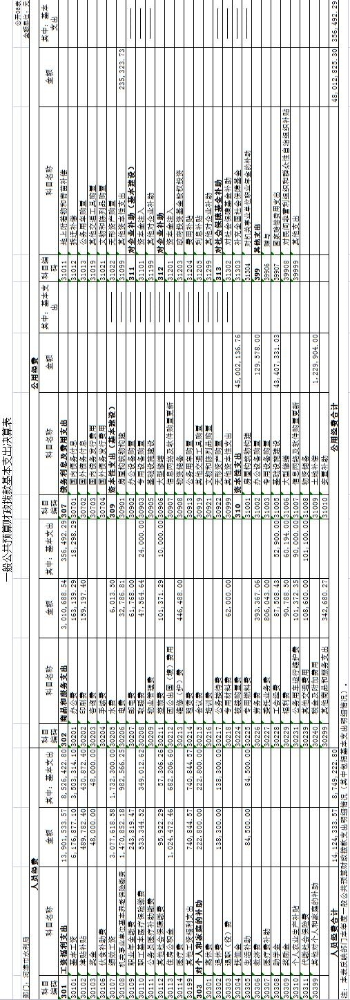 一般公共预算财政拨款基本支出决算表
公开06表
部门：河津市水利局 金额单位：元
人员经费 公用经费
科目编码 科目名称 金额 其中：基本支出 科目编码 科目名称 金额 其中：基本支出 科目编码 科目名称 金额 其中：基本支出 科目编码 科目名称 金额 其中：基本支出
301 工资福利支出 13,901,533.57 8,526,422.80 302 商品和服务支出 3,010,688.54 356,492.29 307 债务利息及费用支出 31011 地上附着物和青苗补偿
30101 基本工资 6,176,877.10 3,503,314.10 30201 办公费 163,139.29 18,298.29 30701 国内债务付息 31012 拆迁补偿
30102 津贴补贴 489,782.40 430,872.40 30202 印刷费 159,197.40 30702 国外债务付息 31013 公务用车购置
30103 奖金 48,000.00 48,000.00 30203 咨询费 30703 国内债务发行费用 31019 其他交通工具购置
30106 伙食补助费 30204 手续费 30704 国外债务发行费用 31021 文物和陈列品购置
30107 绩效工资 3,077,618.58 1,732,300.00 30205 水费 6,013.50 309 资本性支出（基本建设） 31022 无形资产购置
30108 机关事业单位基本养老保险缴费 1,470,852.18 982,566.25 30206 电费 32,786.81 30901 房屋建筑物购建 31099 其他资本性支出 235,323.73
30109 职业年金缴费 243,819.47 30207 邮电费 61,768.00 30902 办公设备购置 311 对企业补助（基本建设）
30110 职工基本医疗保险缴费 533,344.52 349,012.62 30208 取暖费 47,564.64 24,000.00 30903 专用设备购置 31101 资本金注入
30111 公务员医疗补助缴费 30209 物业管理费 30905 基础设施建设 31199 其他对企业补助
30112 其他社会保障缴费 95,922.29 57,306.26 30211 差旅费 101,371.29 10,000.00 30906 大型修缮 312 对企业补助
30113 住房公积金 1,024,472.46 682,206.60 30212 因公出国（境）费用 30907 信息网络及软件购置更新 31201 资本金注入
30114 医疗费 30213 维修（护）费 446,488.00 30908 物资储备 31203 政府投资基金股权投资
30199 其他工资福利支出 740,844.57 740,844.57 30214 租赁费 30913 公务用车购置 31204 费用补贴
303 对个人和家庭的补助 222,800.00 222,800.00 30215 会议费 30919 其他交通工具购置 31205 利息补贴
30301 离休费 30216 培训费 30921 文物和陈列品购置 31299 其他对企业补助
30302 退休费 138,300.00 138,300.00 30217 公务接待费 30922 无形资产购置 313 对社会保障基金补助
30303 退职（役）费 30218 专用材料费 62,000.00 30999 其他资本性支出 31302 对社会保障基金补助
30304 抚恤金 30224 被装购置费 310 资本性支出 45,002,136.76 31303 补充全国社会保障基金
30305 生活补助 84,500.00 84,500.00 30225 专用燃料费 31001 房屋建筑物购建 31304 对机关事业单位职业年金的补助
30306 救济费 30226 劳务费 393,367.06 31002 办公设备购置 129,578.00 399 其他支出
30307 医疗费补助 30227 委托业务费 806,043.00 31003 专用设备购置 39906 赠与
30308 助学金 30228 工会经费 87,508.43 52,900.00 31005 基础设施建设 43,407,331.03 39907 国家赔偿费用支出
30309 奖励金 30229 福利费 90,788.50 60,194.00 31006 大型修缮 39908 对民间非营利组织和群众性自治组织补贴
30310 个人农业生产补贴 30231 公务用车运行维护费 101,372.35 90,000.00 31007 信息网络及软件购置更新 39999 其他支出
30311 代缴社会保险费 30239 其他交通费用 108,600.00 101,100.00 31008 物资储备
30399 其他对个人和家庭的补助 30240 税金及附加费用 31009 土地补偿 1,229,904.00
30299 其他商品和服务支出 342,680.27 31010 安置补助
人员经费合计 14,124,333.57 8,749,222.80 公用经费合计 48,012,825.30 356,492.29
注：本表反映部门本年度一般公共预算财政拨款支出明细情况（其中包括基本支出明细情况）。